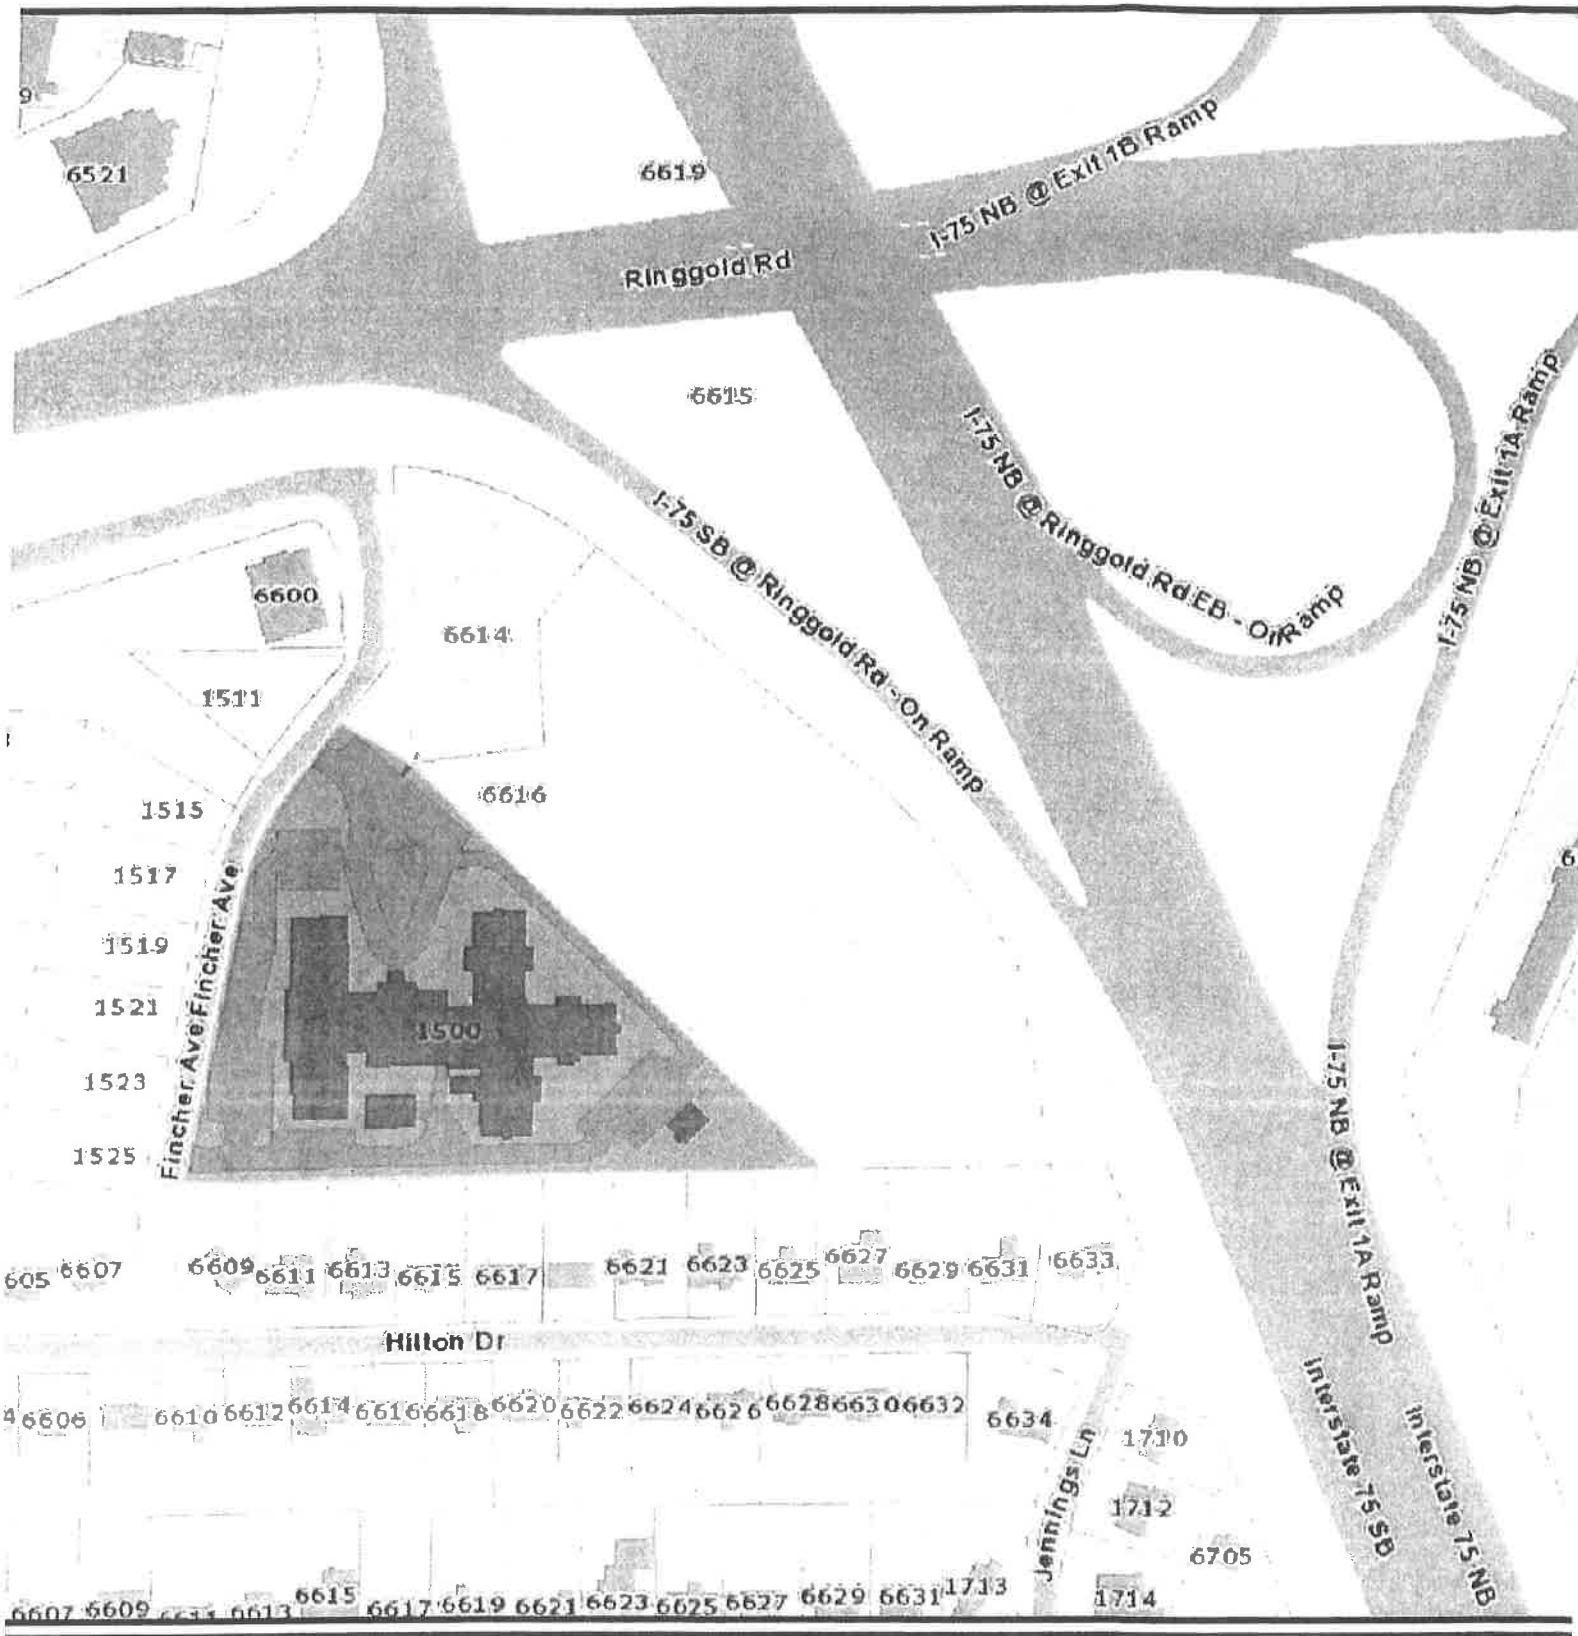 9
6521
6619
I-75 NB @ Exit 1B Ramp
Ringgold Rd
6615
I-75 NB @ Ringgold Rd EB - On Ramp
I-75 NB @ Exit 1A Ramp
I-75 SB @ Ringgold Rd - On Ramp
6600
6614
1511
6616
1515
1517
1519
1521
1523
1525
Fincher Ave Fincher Ave
1500
6
I-75 NB @ Exit 1A Ramp
605 6607 6609 6611 6613 6615 6617 6621 6623 6625 6627 6629 6631 6633
Hilton Dr
4 6606 6610 6612 6614 6616 6618 6620 6622 6624 6626 6628 6630 6632 6634
1710
Jennings Ln
1712
6705
Interstate 75 SB
Interstate 75 NB
6607 6609 6613 6615 6617 6619 6621 6623 6625 6627 6629 6631 1713 1714